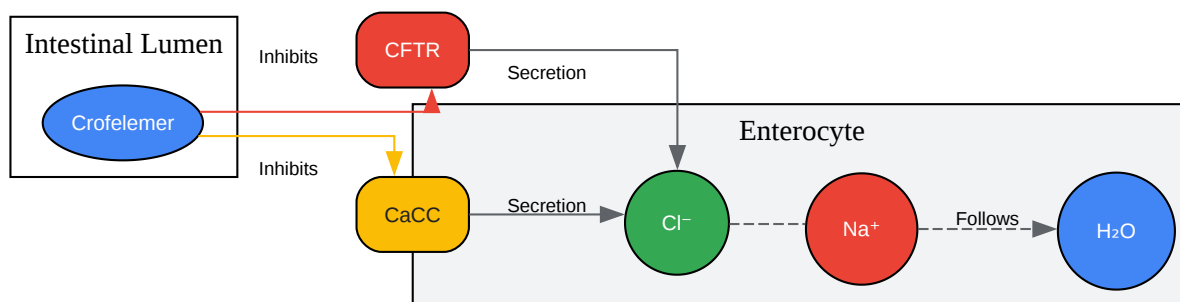 Intestinal Lumen
Crofelemer
Inhibits
Inhibits
CFTR
CaCC
Secretion
Secretion
Enterocyte
Cl⁻
Na⁺
Follows
H₂O